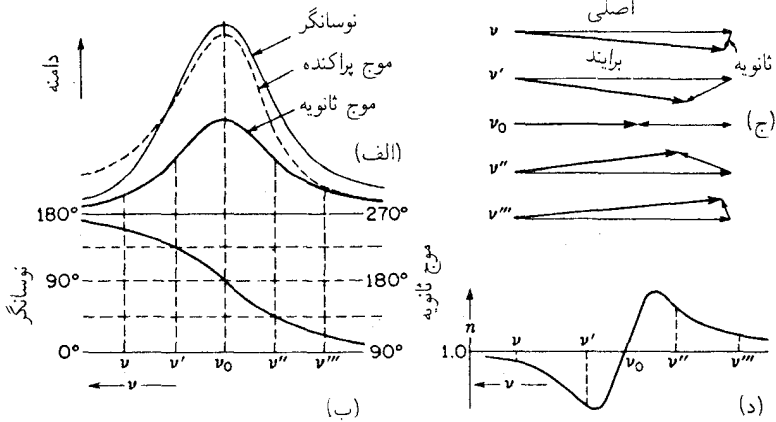 دامنه
نوسانگر
موج پراکنده
موج ثانویه
(الف)
180° 270°
90° 180°
0° 90°
نوسانگر
موج ثانویه
ν ν′ ν₀ ν″ ν‴
ν
(ب)
اصلی
ν
ثانویه
برایند
ν′
ν₀
(ج)
ν″
ν‴
n
1.0
ν ν′ ν₀ ν″ ν‴
ν
(د)